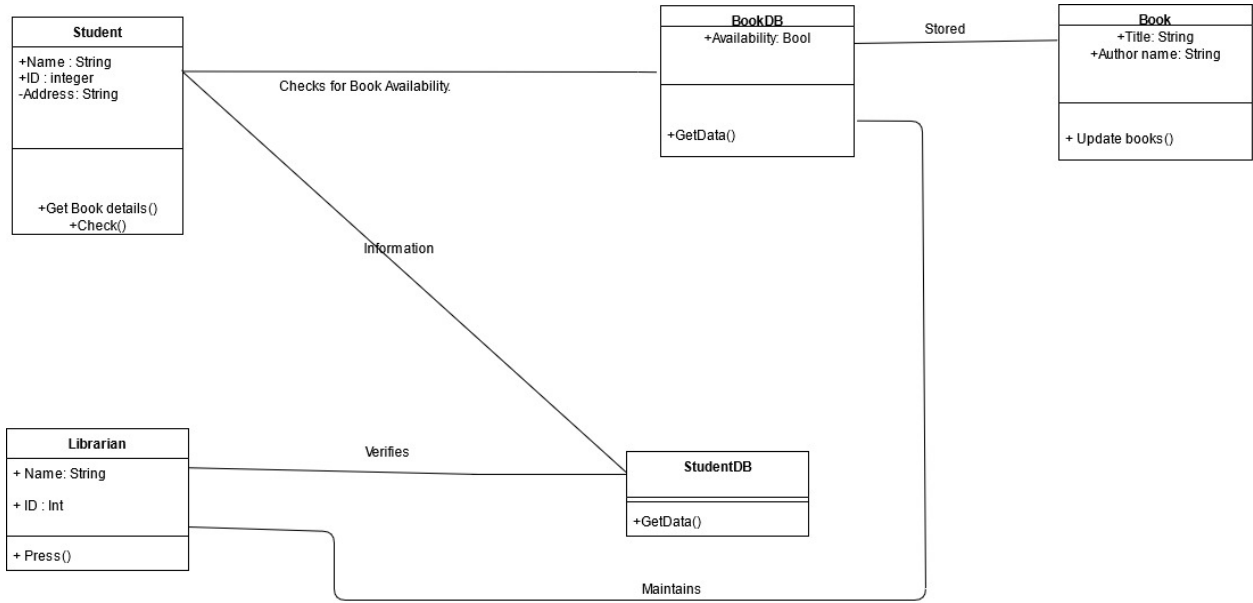 Student
+Name : String
+ID : integer
-Address: String
+Get Book details()
+Check()
Checks for Book Availability.
BookDB
+Availability: Bool
+GetData()
Stored
Book
+Title: String
+Author name: String
+ Update books()
Information
Librarian
+ Name: String
+ ID : Int
+ Press()
Verifies
StudentDB
+GetData()
Maintains